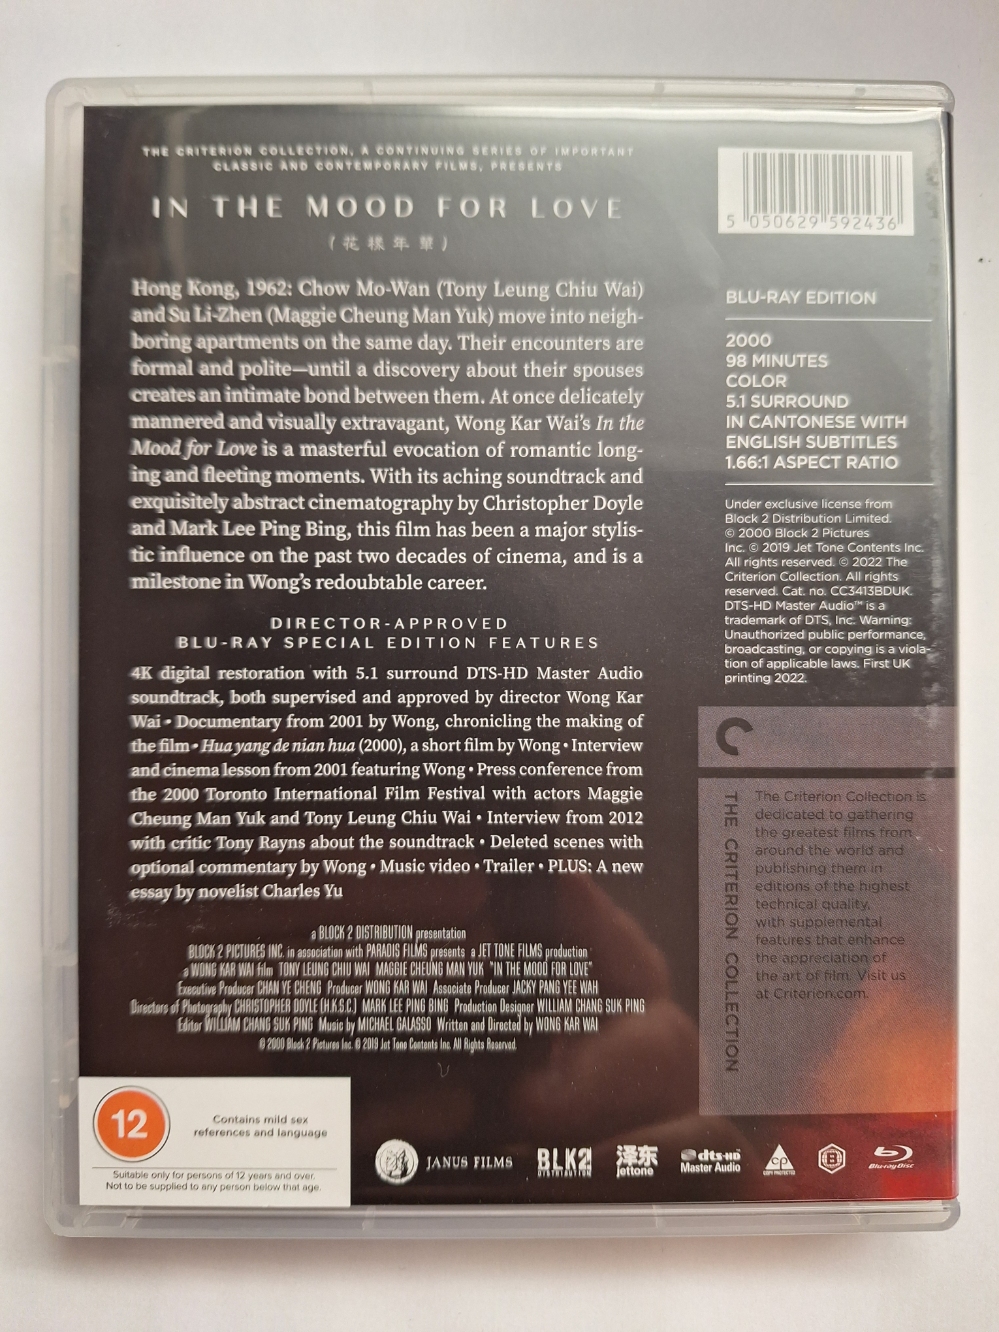 THE CRITERION COLLECTION, A CONTINUING SERIES OF IMPORTANT
CLASSIC AND CONTEMPORARY FILMS, PRESENTS
IN THE MOOD FOR LOVE
(花樣年華)
Hong Kong, 1962: Chow Mo-Wan (Tony Leung Chiu Wai)
and Su Li-Zhen (Maggie Cheung Man Yuk) move into neigh-
boring apartments on the same day. Their encounters are
formal and polite—until a discovery about their spouses
creates an intimate bond between them. At once delicately
mannered and visually extravagant, Wong Kar Wai's In the
Mood for Love is a masterful evocation of romantic long-
ing and fleeting moments. With its aching soundtrack and
exquisitely abstract cinematography by Christopher Doyle
and Mark Lee Ping Bing, this film has been a major stylis-
tic influence on the past two decades of cinema, and is a
milestone in Wong's redoubtable career.
DIRECTOR-APPROVED
BLU-RAY SPECIAL EDITION FEATURES
4K digital restoration with 5.1 surround DTS-HD Master Audio
soundtrack, both supervised and approved by director Wong Kar
Wai • Documentary from 2001 by Wong, chronicling the making of
the film • Hua yang de nian hua (2000), a short film by Wong • Interview
and cinema lesson from 2001 featuring Wong • Press conference from
the 2000 Toronto International Film Festival with actors Maggie
Cheung Man Yuk and Tony Leung Chiu Wai • Interview from 2012
with critic Tony Rayns about the soundtrack • Deleted scenes with
optional commentary by Wong • Music video • Trailer • PLUS: A new
essay by novelist Charles Yu
a BLOCK 2 DISTRIBUTION presentation
BLOCK 2 PICTURES INC. in association with PARADIS FILMS presents a JET TONE FILMS production
a WONG KAR WAI film TONY LEUNG CHIU WAI MAGGIE CHEUNG MAN YUK "IN THE MOOD FOR LOVE"
Executive Producer CHAN YE CHENG Producer WONG KAR WAI Associate Producer JACKY PANG YEE WAH
Directors of Photography CHRISTOPHER DOYLE (H.K.S.C.) MARK LEE PING BING Production Designer WILLIAM CHANG SUK PING
Editor WILLIAM CHANG SUK PING Music by MICHAEL GALASSO Written and Directed by WONG KAR WAI
© 2000 Block 2 Pictures Inc. © 2019 Jet Tone Contents Inc. All Rights Reserved.
5 050629 592436
BLU-RAY EDITION
2000
98 MINUTES
COLOR
5.1 SURROUND
IN CANTONESE WITH
ENGLISH SUBTITLES
1.66:1 ASPECT RATIO
Under exclusive license from
Block 2 Distribution Limited.
© 2000 Block 2 Pictures
Inc. © 2019 Jet Tone Contents Inc.
All rights reserved. © 2022 The
Criterion Collection. All rights
reserved. Cat. no. CC3413BDUK.
DTS-HD Master Audio™ is a
trademark of DTS, Inc. Warning:
Unauthorized public performance,
broadcasting, or copying is a viola-
tion of applicable laws. First UK
printing 2022.
THE CRITERION COLLECTION
The Criterion Collection is
dedicated to gathering
the greatest films from
around the world and
publishing them in
editions of the highest
technical quality,
with supplemental
features that enhance
the appreciation of
the art of film. Visit us
at Criterion.com.
12
Contains mild sex
references and language
Suitable only for persons of 12 years and over.
Not to be supplied to any person below that age.
JANUS FILMS
BLK2
DISTRIBUTION
泽东
jettone
dts-HD
Master Audio
CP
COPY PROTECTED
B
Blu-ray Disc